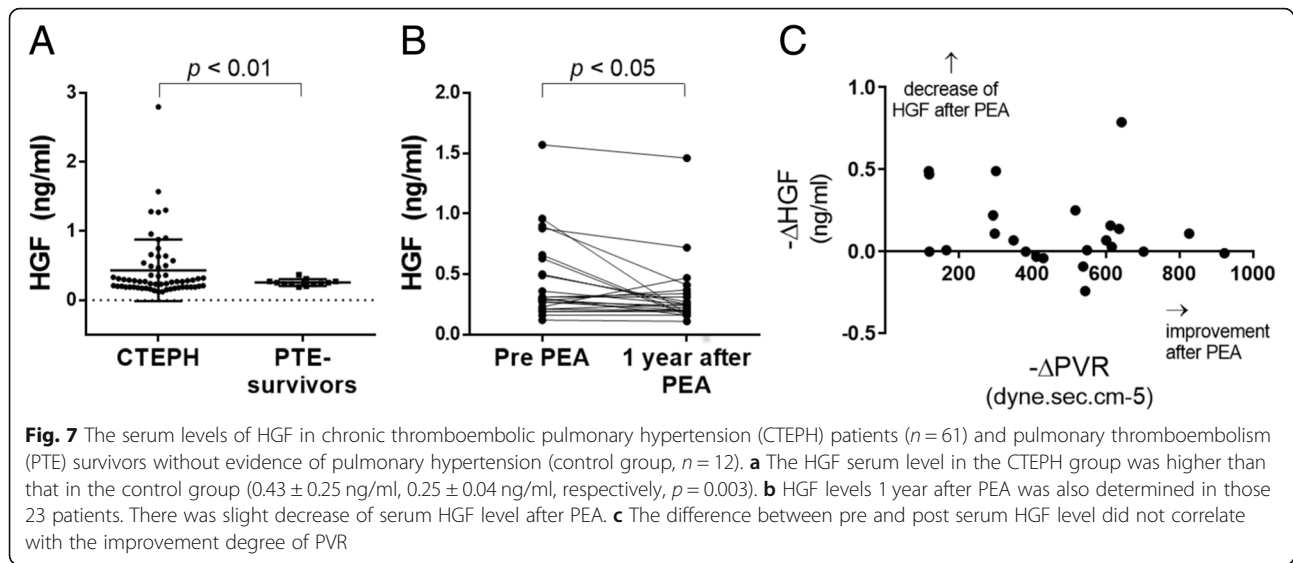 A
p < 0.01
HGF (ng/ml)
3
2
1
0
CTEPH
PTE-
survivors
B
p < 0.05
HGF (ng/ml)
2.0
1.5
1.0
0.5
0.0
Pre PEA
1 year after
PEA
C
↑
decrease of
HGF after PEA
-ΔHGF
(ng/ml)
1.0
0.5
0.0
-0.5
200
400
600
800
1000
→
improvement
after PEA
-ΔPVR
(dyne.sec.cm-5)
Fig. 7 The serum levels of HGF in chronic thromboembolic pulmonary hypertension (CTEPH) patients (n = 61) and pulmonary thromboembolism
(PTE) survivors without evidence of pulmonary hypertension (control group, n = 12). a The HGF serum level in the CTEPH group was higher than
that in the control group (0.43 ± 0.25 ng/ml, 0.25 ± 0.04 ng/ml, respectively, p = 0.003). b HGF levels 1 year after PEA was also determined in those
23 patients. There was slight decrease of serum HGF level after PEA. c The difference between pre and post serum HGF level did not correlate
with the improvement degree of PVR